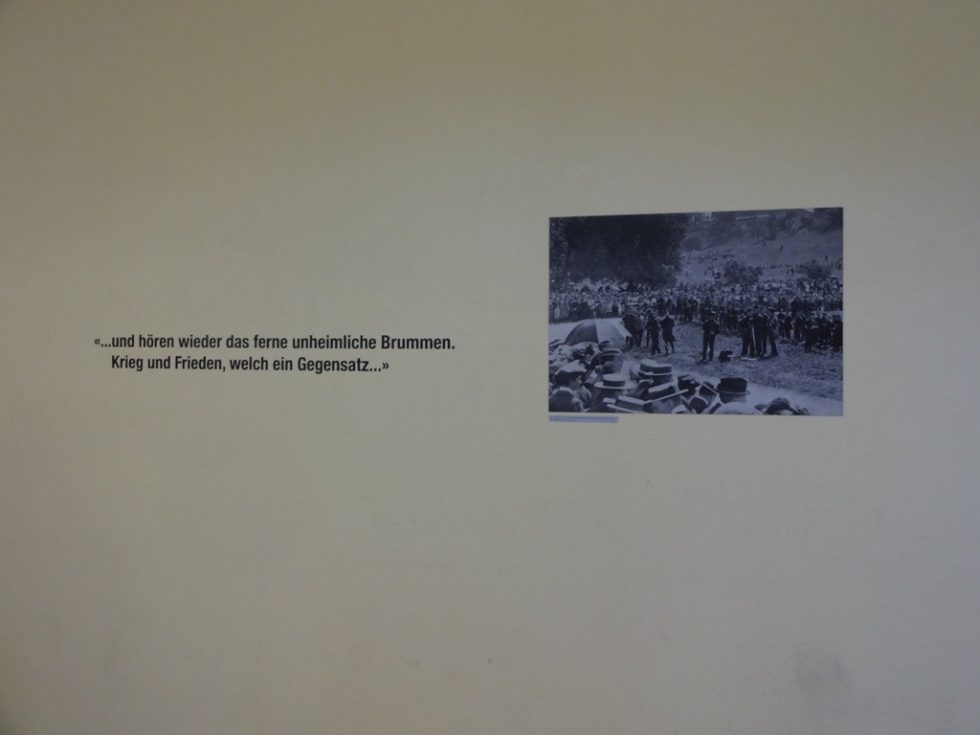 «...und hören wieder das ferne unheimliche Brummen.
Krieg und Frieden, welch ein Gegensatz...»